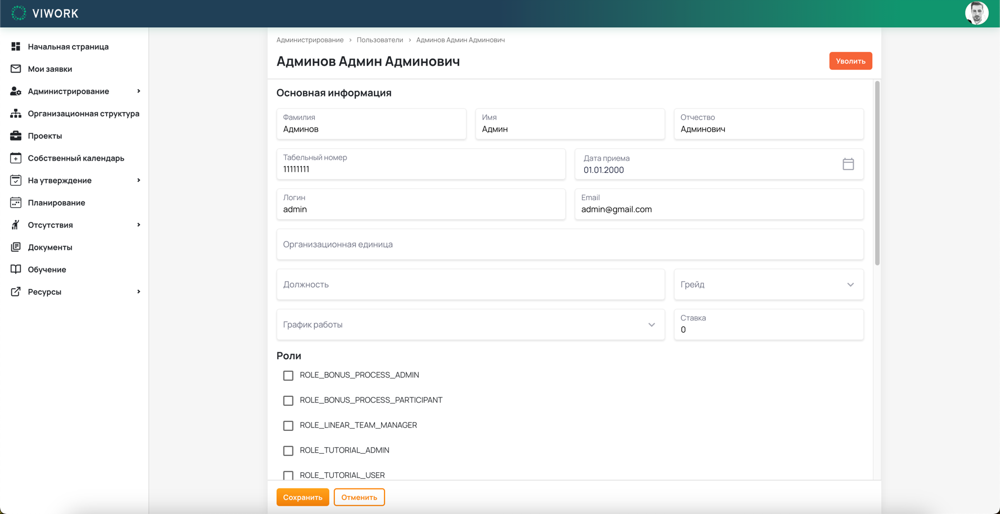 VIWORK
Начальная страница
Мои заявки
Администрирование
Организационная структура
Проекты
Собственный календарь
На утверждение
Планирование
Отсутствия
Документы
Обучение
Ресурсы
Администрирование › Пользователи › Админов Админ Админович
Админов Админ Админович
Уволить
Основная информация
Фамилия
Админов
Имя
Админ
Отчество
Админович
Табельный номер
11111111
Дата приема
01.01.2000
Логин
admin
Email
admin@gmail.com
Организационная единица
Должность
Грейд
График работы
Ставка
0
Роли
ROLE_BONUS_PROCESS_ADMIN
ROLE_BONUS_PROCESS_PARTICIPANT
ROLE_LINEAR_TEAM_MANAGER
ROLE_TUTORIAL_ADMIN
ROLE_TUTORIAL_USER
Сохранить
Отменить